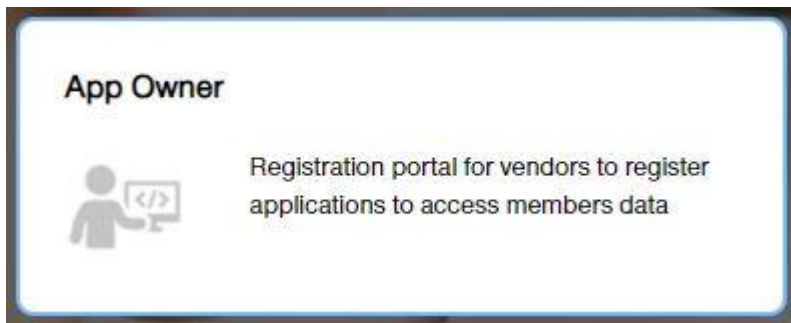 App Owner
</>
Registration portal for vendors to register
applications to access members data